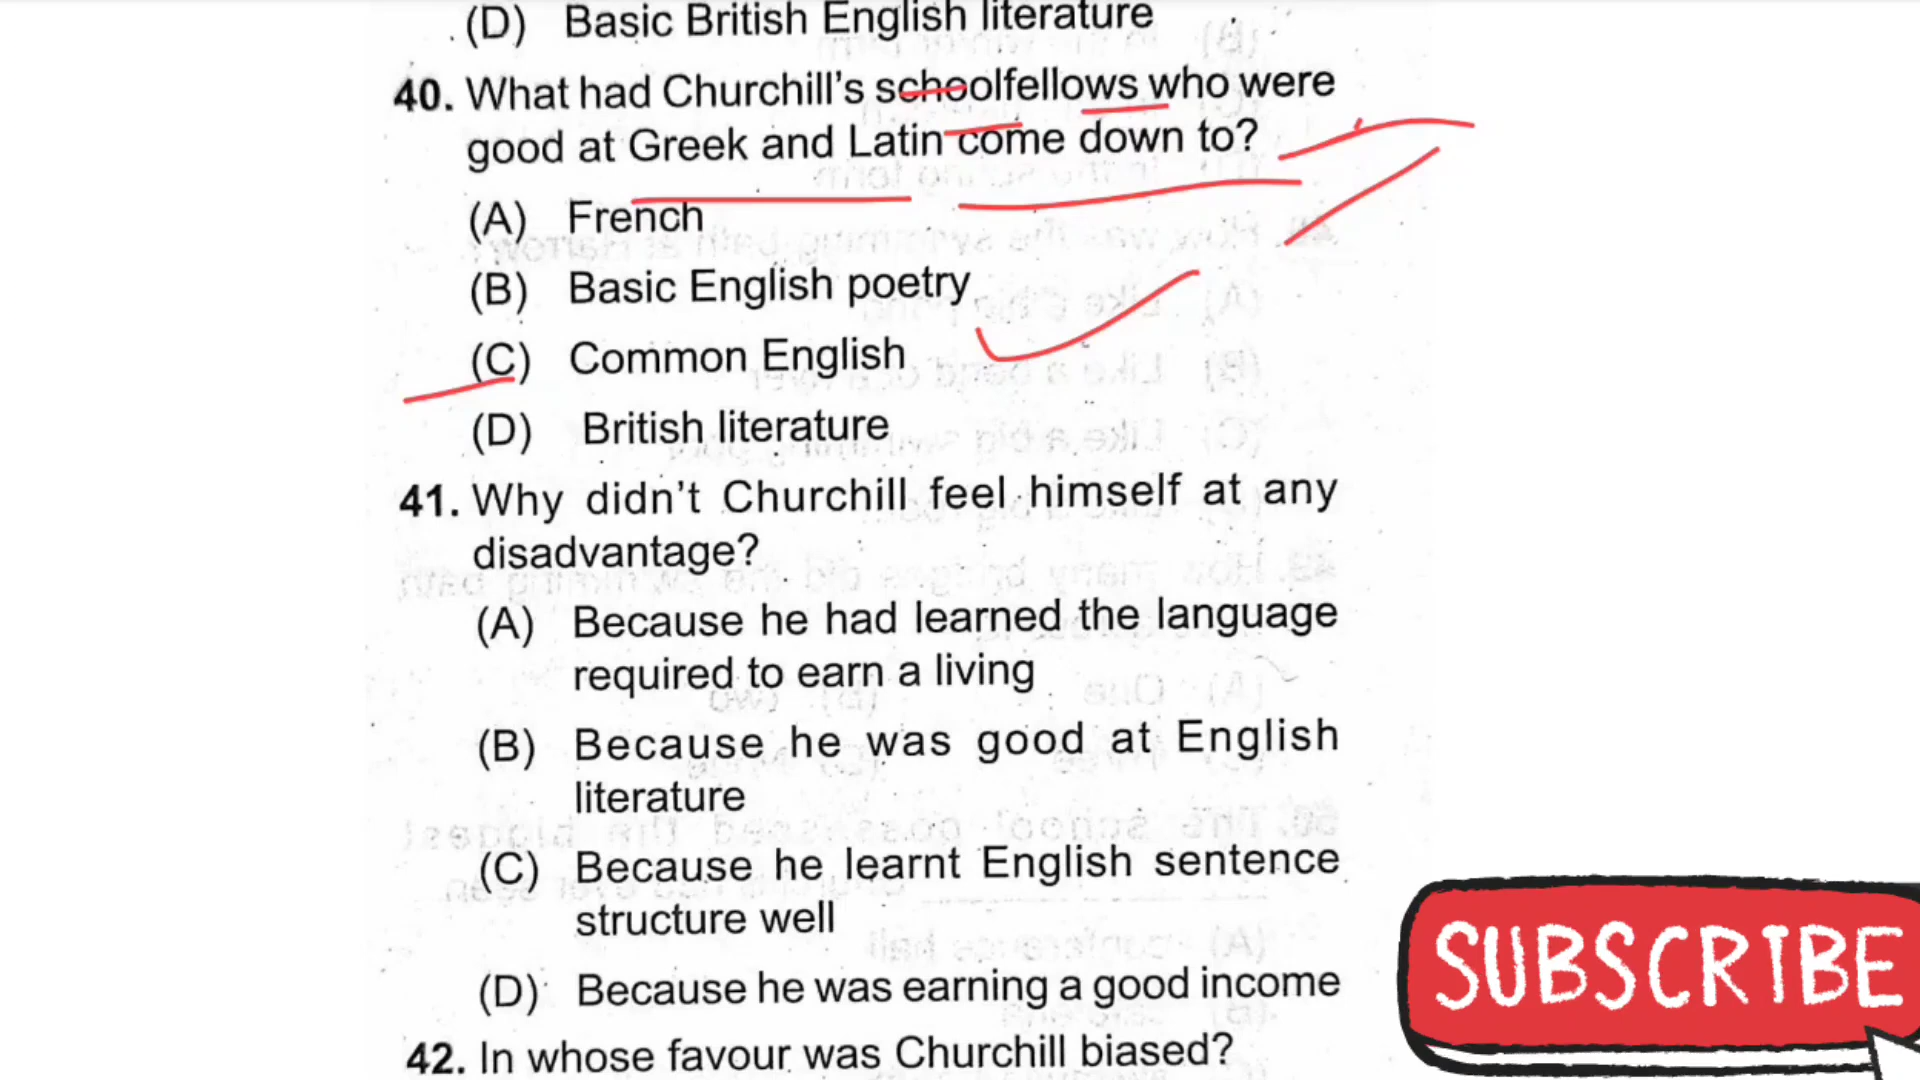 (D) Basic British English literature
40. What had Churchill's schoolfellows who were
good at Greek and Latin come down to?
(A) French
(B) Basic English poetry
(C) Common English
(D) British literature
41. Why didn't Churchill feel himself at any
disadvantage?
(A) Because he had learned the language
required to earn a living
(B) Because he was good at English
literature
(C) Because he learnt English sentence
structure well
(D) Because he was earning a good income
42. In whose favour was Churchill biased?
SUBSCRIBE